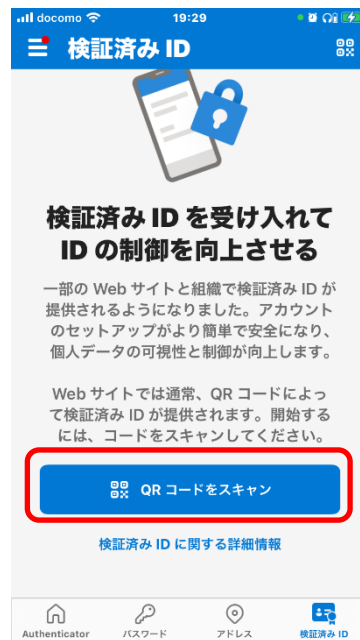 docomo 19:29
検証済み ID
検証済み ID を受け入れて
ID の制御を向上させる
一部の Web サイトと組織で検証済み ID が
提供されるようになりました。アカウント
のセットアップがより簡単で安全になり、
個人データの可視性と制御が向上します。
Web サイトでは通常、QR コードによっ
て検証済み ID が提供されます。開始する
には、コードをスキャンしてください。
QR コードをスキャン
検証済み ID に関する詳細情報
Authenticator パスワード アドレス 検証済み ID